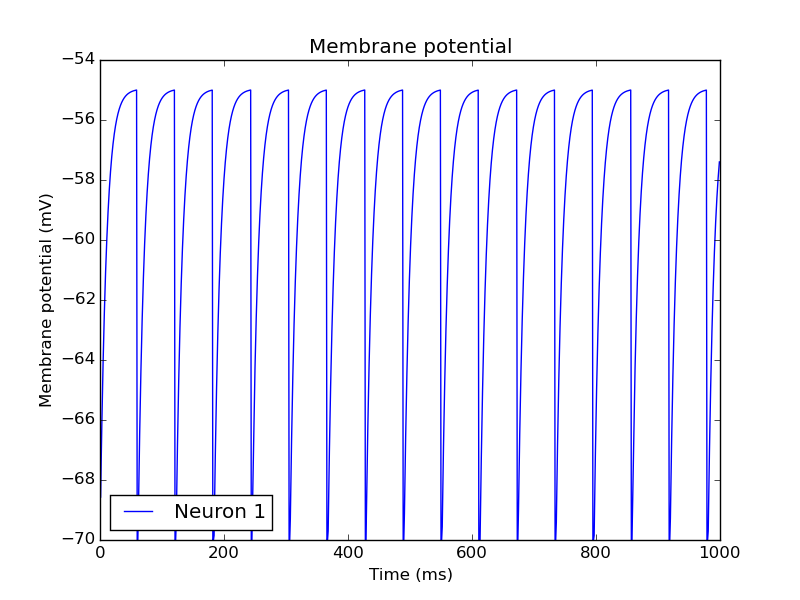 Membrane potential
−54
−56
−58
−60
−62
−64
−66
−68
−70
Membrane potential (mV)
Neuron 1
0 200 400 600 800 1000
Time (ms)